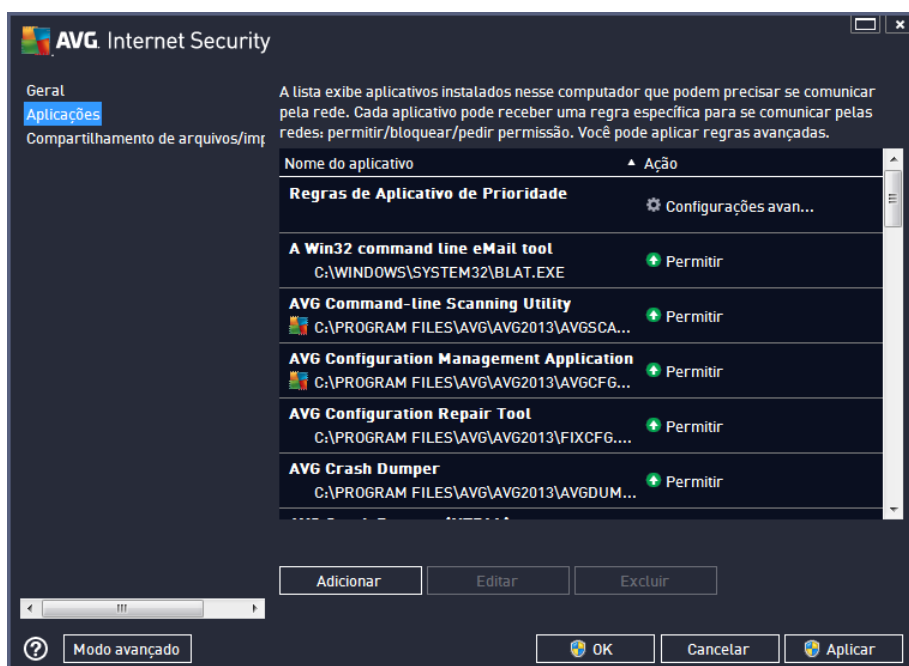 AVG. Internet Security
Geral
Aplicações
Compartilhamento de arquivos/imp
A lista exibe aplicativos instalados nesse computador que podem precisar se comunicar
pela rede. Cada aplicativo pode receber uma regra específica para se comunicar pelas
redes: permitir/bloquear/pedir permissão. Você pode aplicar regras avançadas.
Nome do aplicativo Ação
Regras de Aplicativo de Prioridade
Configurações avan...
A Win32 command line eMail tool
C:\WINDOWS\SYSTEM32\BLAT.EXE
Permitir
AVG Command-line Scanning Utility
C:\PROGRAM FILES\AVG\AVG2013\AVGSCA...
Permitir
AVG Configuration Management Application
C:\PROGRAM FILES\AVG\AVG2013\AVGCFG...
Permitir
AVG Configuration Repair Tool
C:\PROGRAM FILES\AVG\AVG2013\FIXCFG....
Permitir
AVG Crash Dumper
C:\PROGRAM FILES\AVG\AVG2013\AVGDUM...
Permitir
Adicionar Editar Excluir
Modo avançado OK Cancelar Aplicar